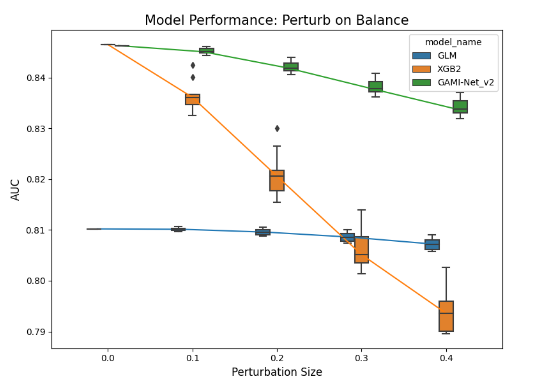 Model Performance: Perturb on Balance
model_name
GLM
XGB2
GAMI-Net_v2
AUC
0.84
0.83
0.82
0.81
0.80
0.79
0.0 0.1 0.2 0.3 0.4
Perturbation Size